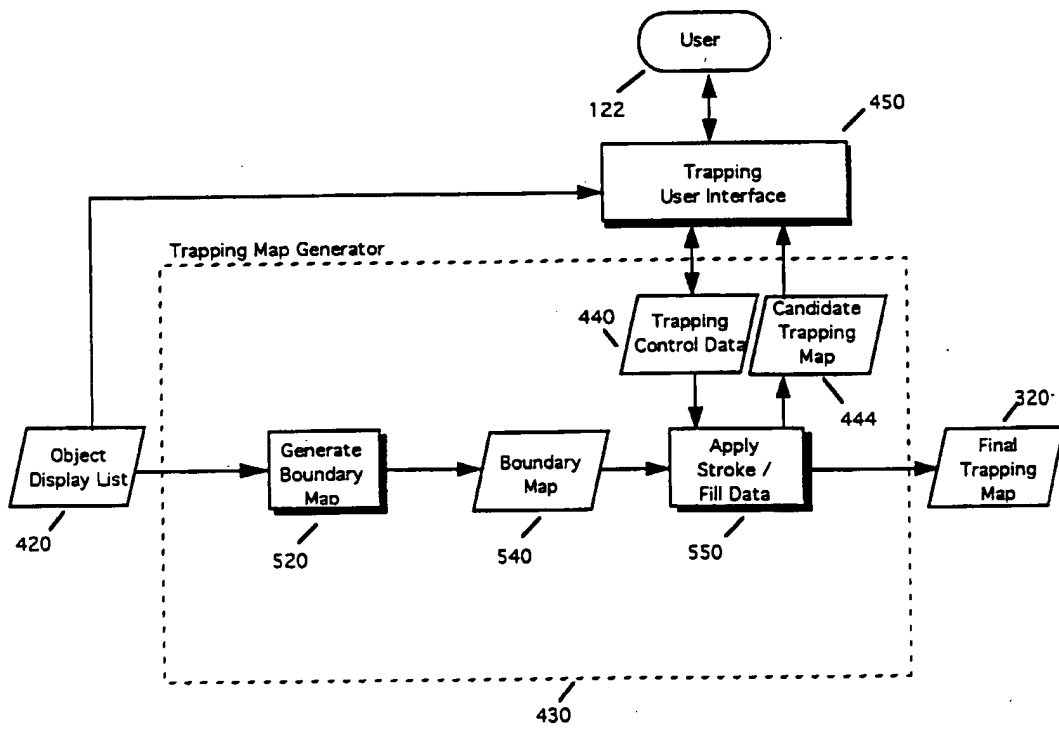 User
122
450
Trapping
User Interface
Trapping Map Generator
440
Trapping
Control Data
Candidate
Trapping
Map
444
320
Object
Display List
Generate
Boundary
Map
Boundary
Map
Apply
Stroke /
Fill Data
Final
Trapping
Map
420
520
540
550
430